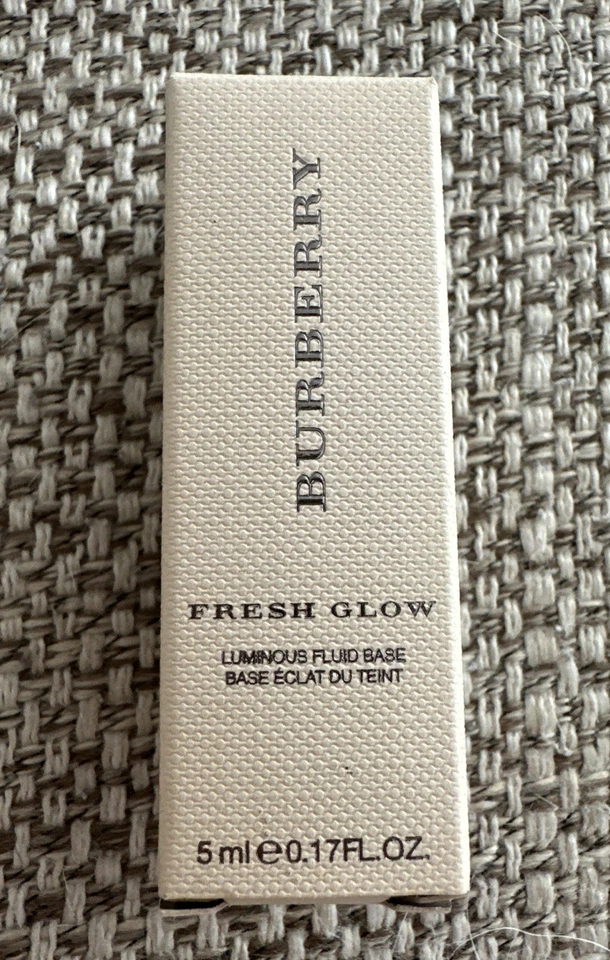 BURBERRY
FRESH GLOW
LUMINOUS FLUID BASE
BASE ÉCLAT DU TEINT
5 ml ℮ 0.17FL.OZ.